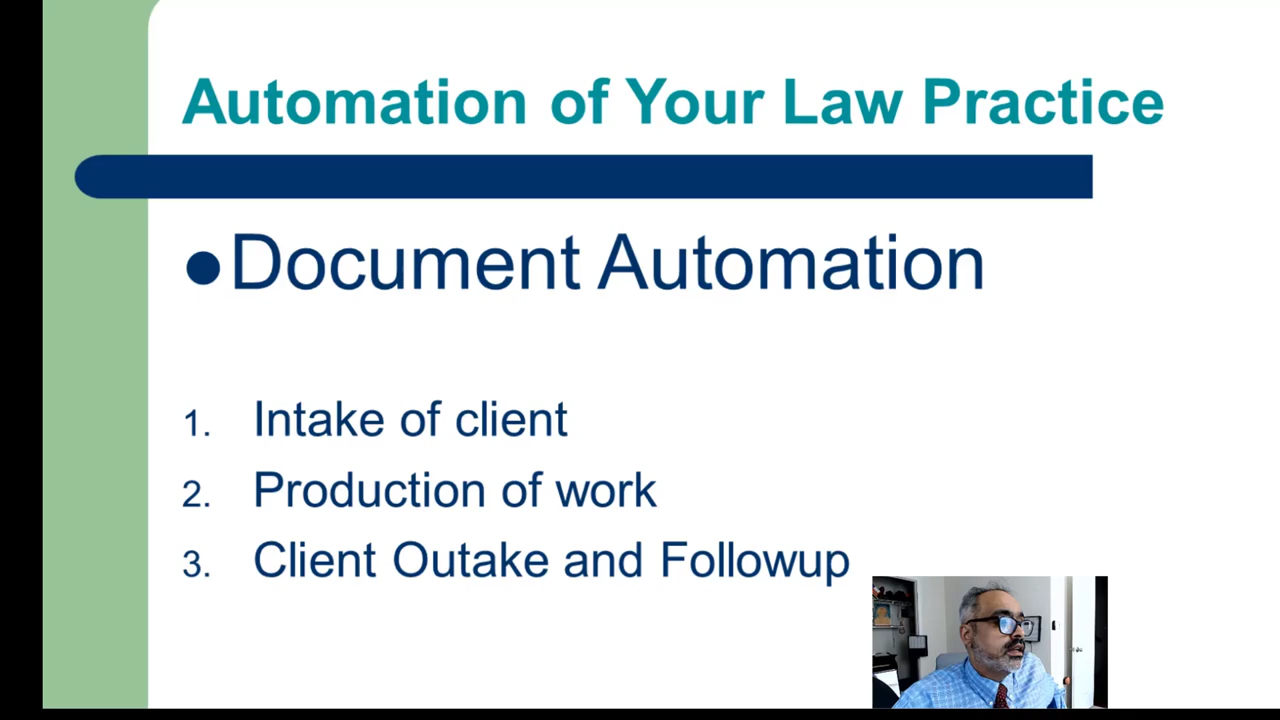 Automation of Your Law Practice
●Document Automation
1. Intake of client
2. Production of work
3. Client Outake and Followup